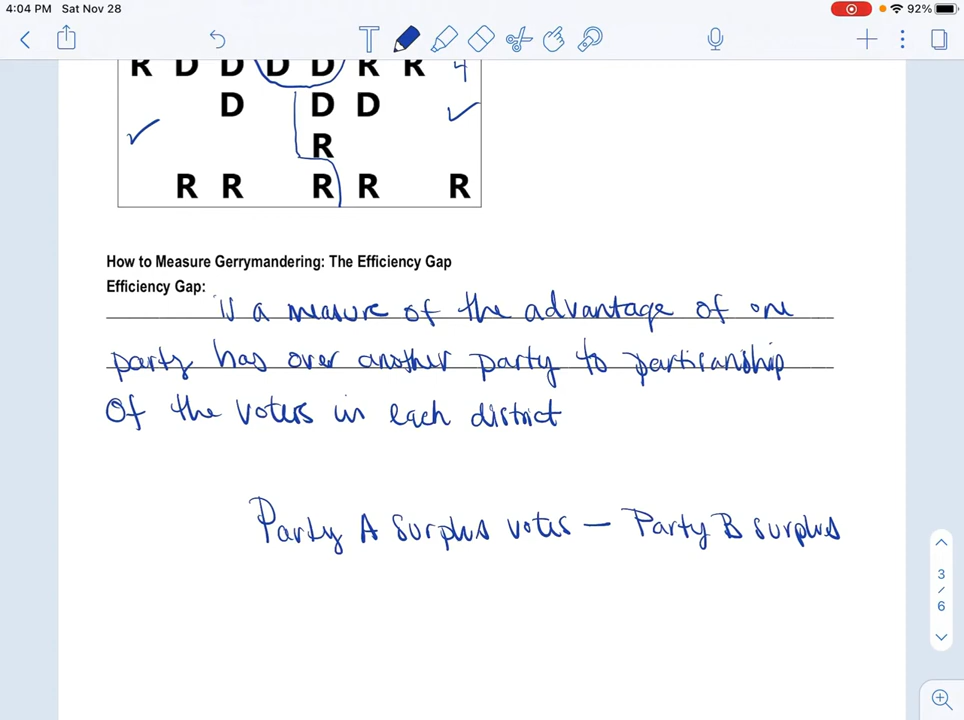 4:04 PM Sat Nov 28 92%
T
R D D D D R R 4
D D D
R
R R R R R
How to Measure Gerrymandering: The Efficiency Gap
Efficiency Gap:
is a measure of the advantage of one
party has over another party to partisanship
Of the voters in each district
Party A surplus votes — Party B surplus
3
/
6